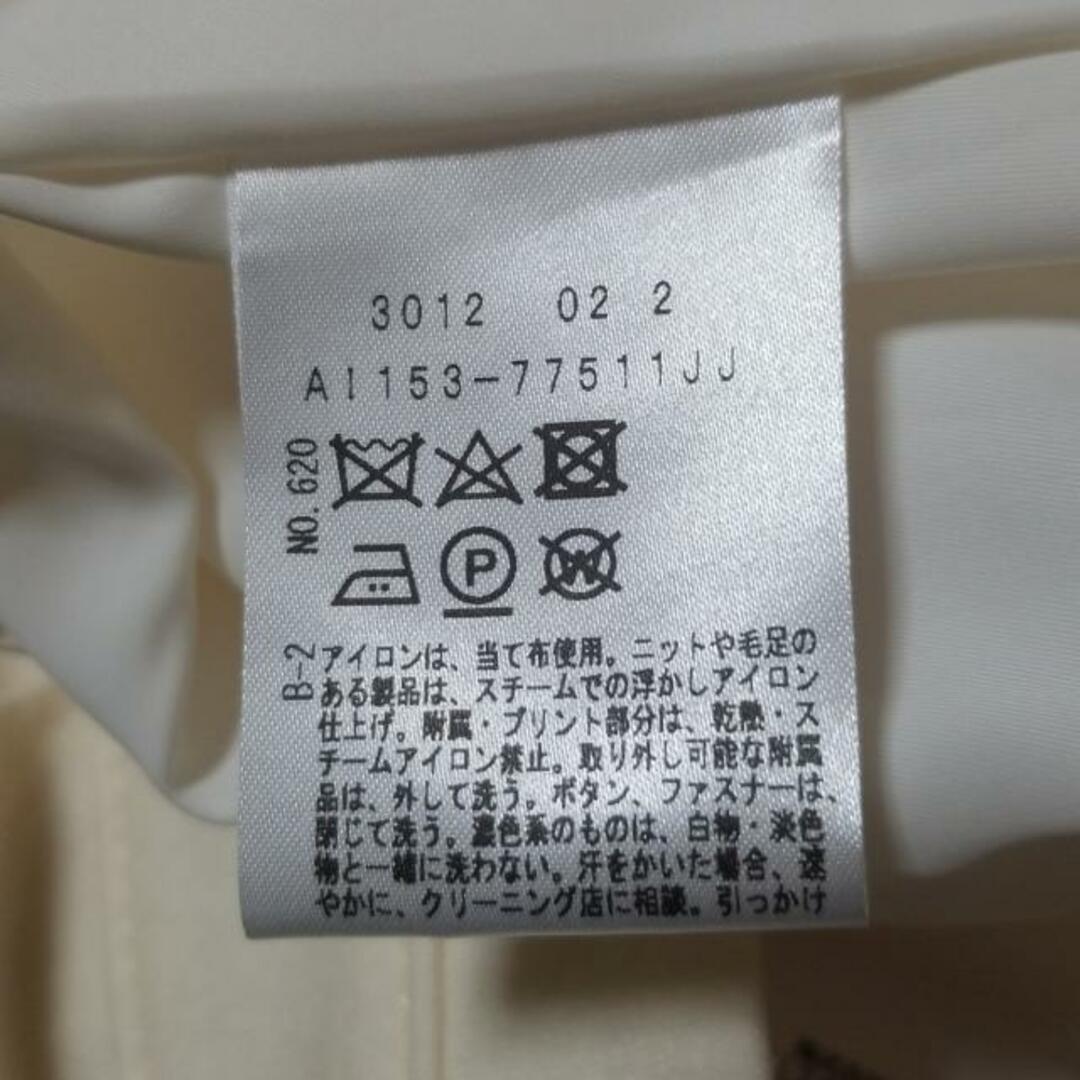 3012 02 2
AI153-77511JJ
NO. 620
P
W
B-2
アイロンは、当て布使用。ニットや毛足の
ある製品は、スチームでの浮かしアイロン
仕上げ。附属・プリント部分は、乾熱・ス
チームアイロン禁止。取り外し可能な附属
品は、外して洗う。ボタン、ファスナーは、
閉じて洗う。濃色系のものは、白物・淡色
物と一緒に洗わない。汗をかいた場合、速
やかに、クリーニング店に相談。引っかけ